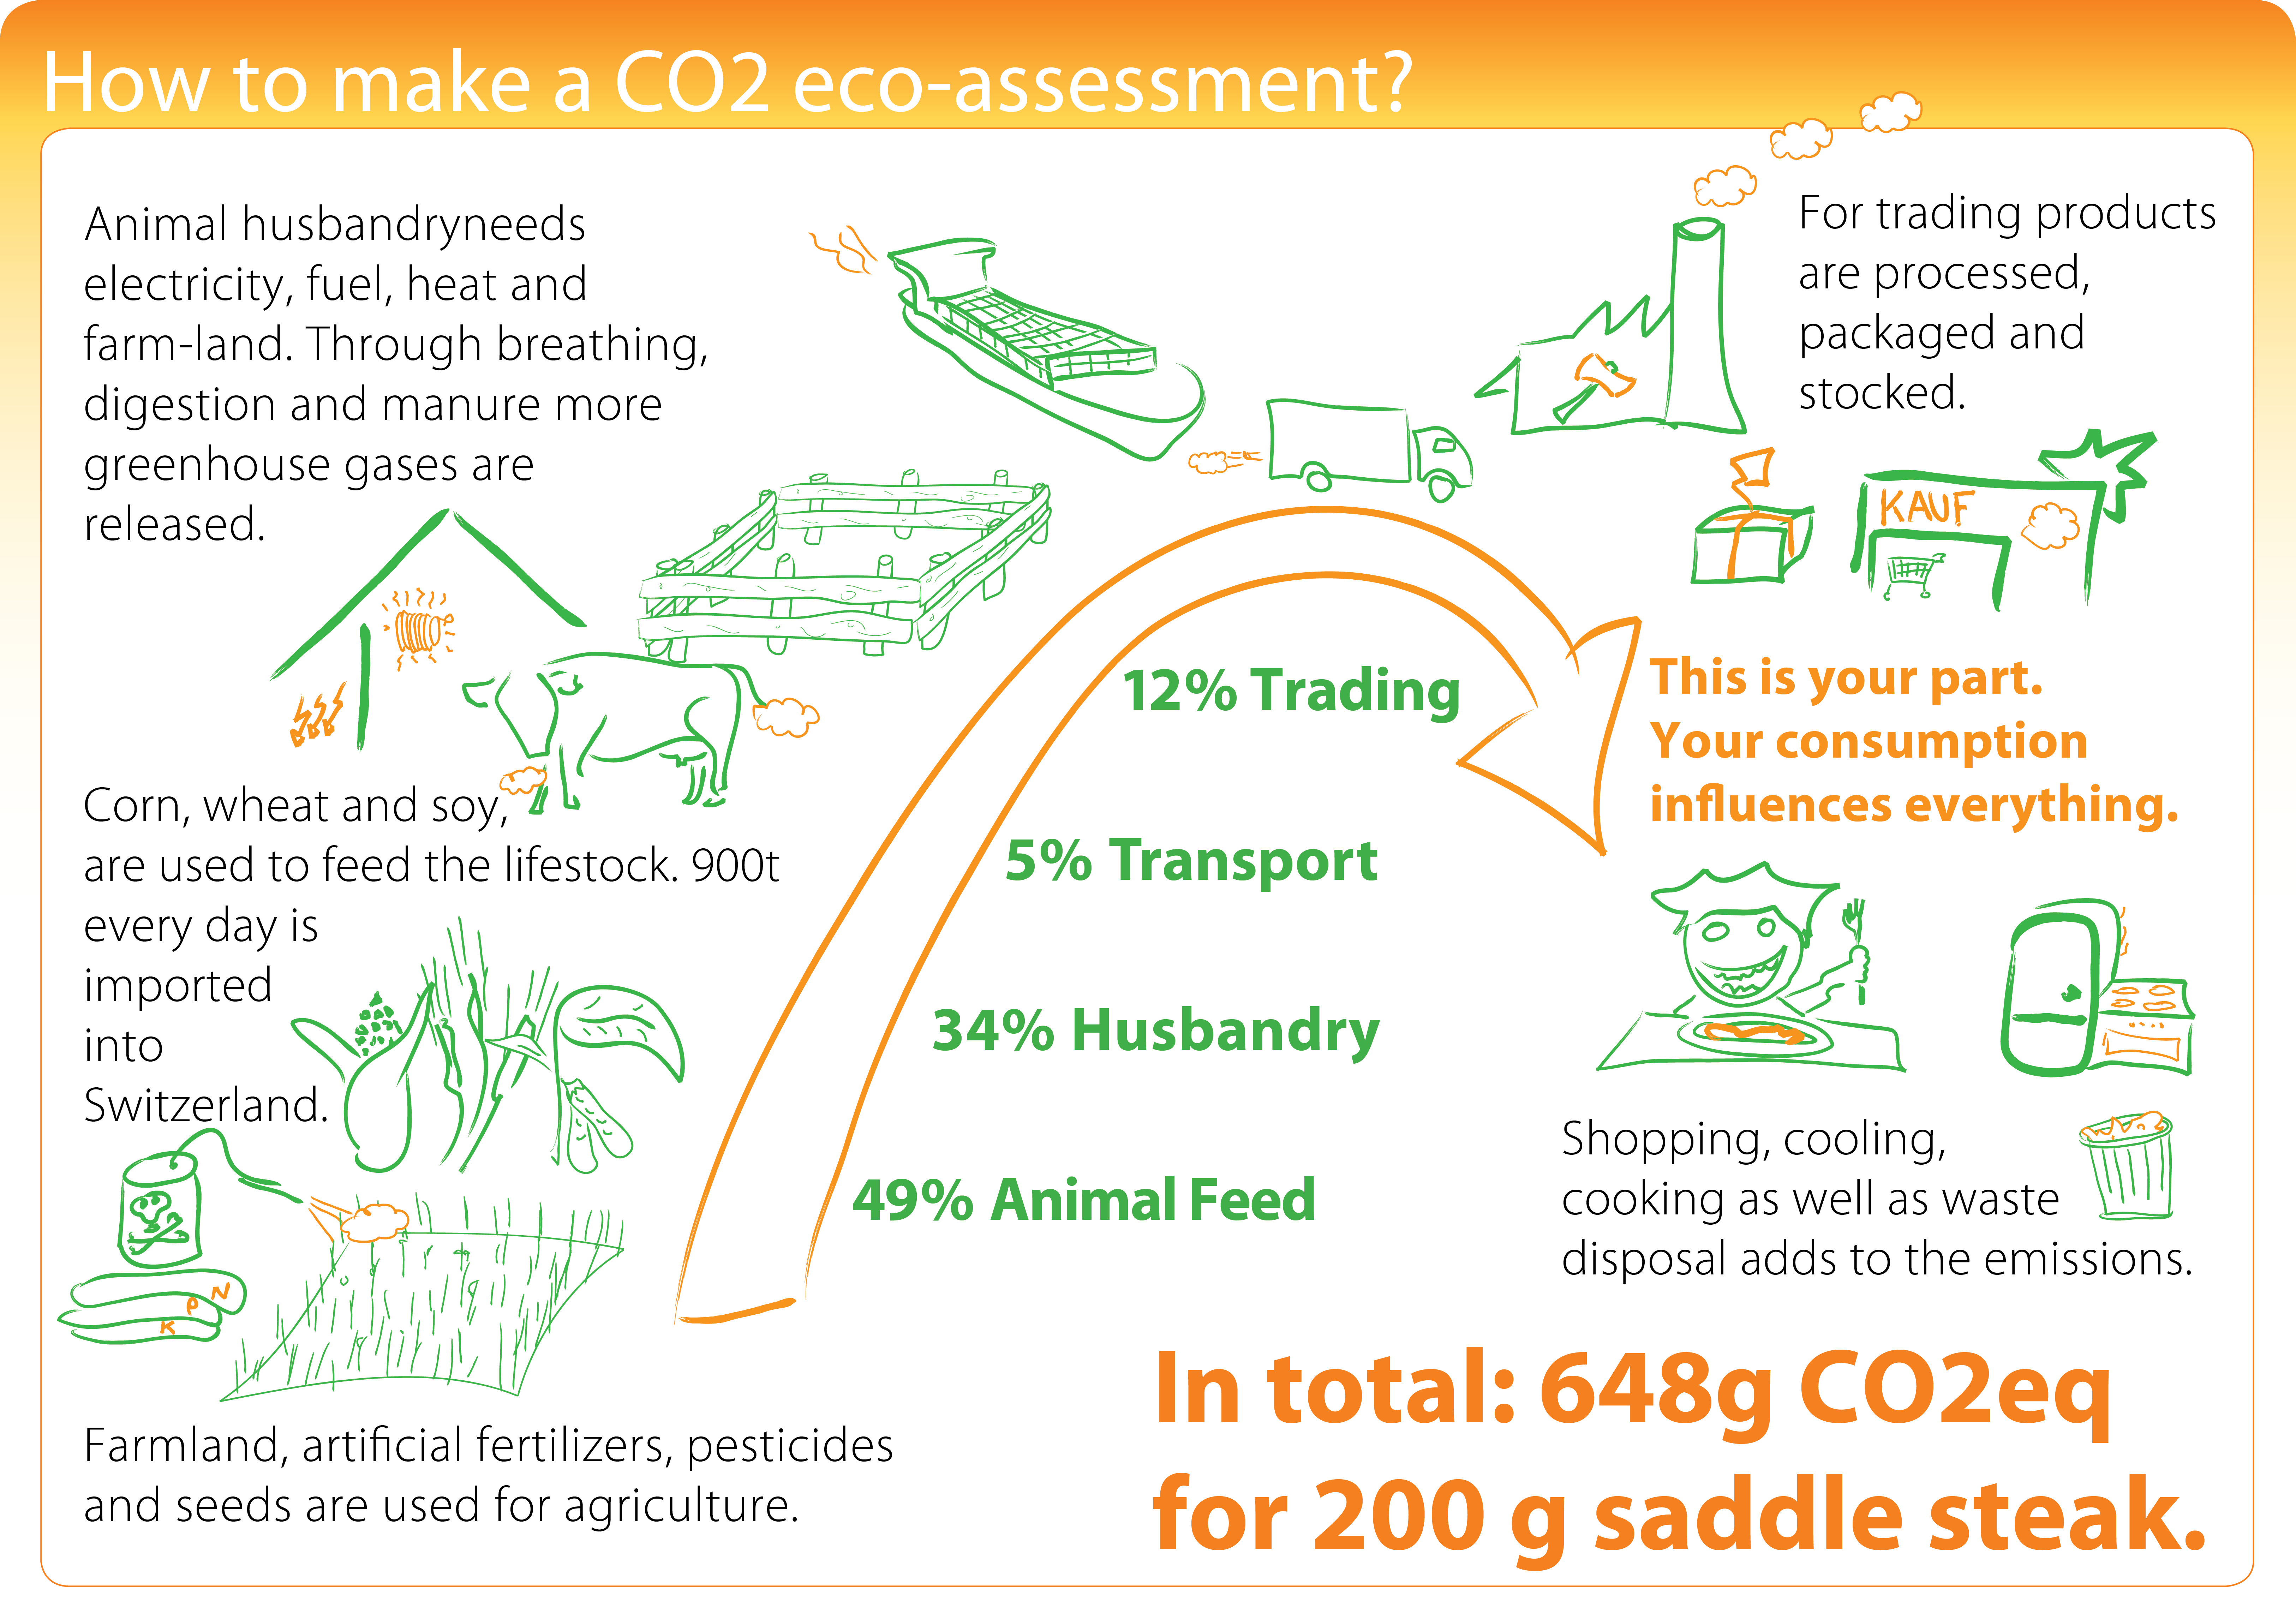 How to make a CO2 eco-assessment?
Animal husbandryneeds
electricity, fuel, heat and
farm-land. Through breathing,
digestion and manure more
greenhouse gases are
released.
For trading products
are processed,
packaged and
stocked.
KAUF
Corn, wheat and soy,
are used to feed the lifestock. 900t
every day is
imported
into
Switzerland.
N
P
K
Farmland, artificial fertilizers, pesticides
and seeds are used for agriculture.
12% Trading
5% Transport
34% Husbandry
49% Animal Feed
This is your part.
Your consumption
influences everything.
Shopping, cooling,
cooking as well as waste
disposal adds to the emissions.
In total: 648g CO2eq
for 200 g saddle steak.